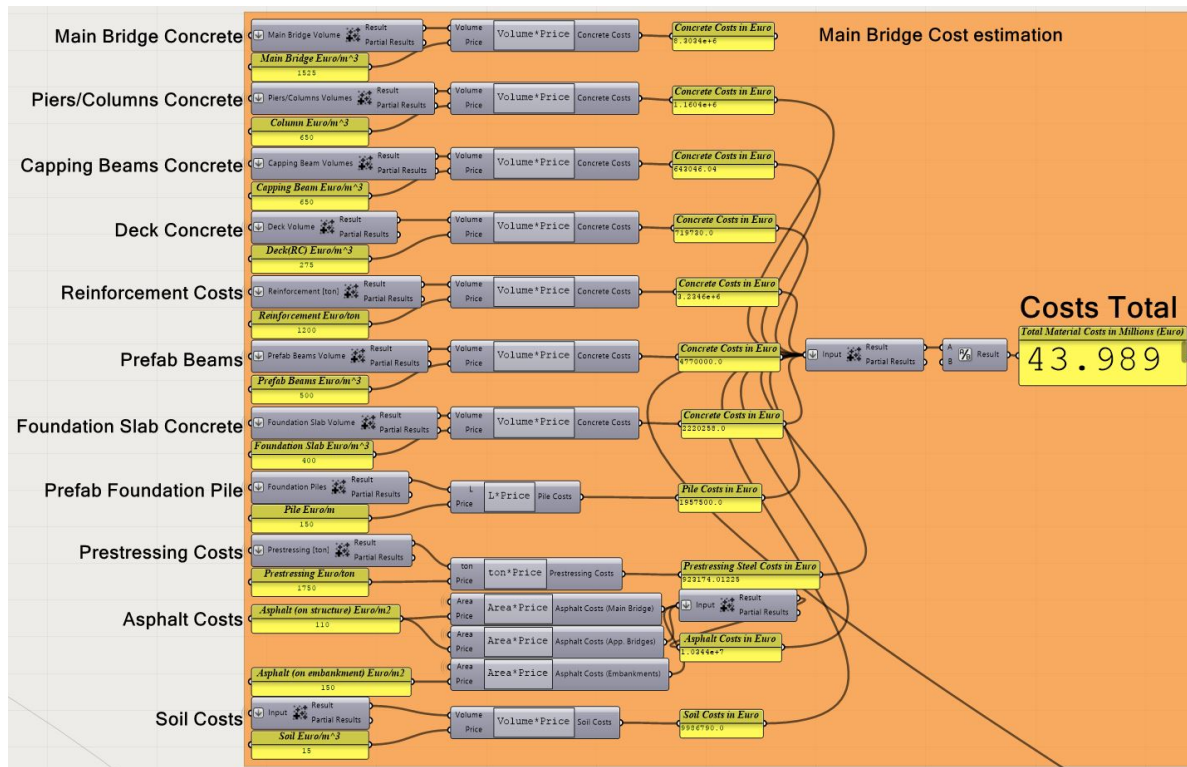 Main Bridge Cost estimation
Main Bridge Concrete
Main Bridge Volume Result Partial Results
Main Bridge Euro/m^3
1525
Volume Price Volume*Price Concrete Costs
Concrete Costs in Euro
8.3034e+6
Piers/Columns Concrete
Piers/Columns Volumes Result Partial Results
Column Euro/m^3
650
Volume Price Volume*Price Concrete Costs
Concrete Costs in Euro
1.1604e+6
Capping Beams Concrete
Capping Beam Volumes Result Partial Results
Capping Beam Euro/m^3
650
Volume Price Volume*Price Concrete Costs
Concrete Costs in Euro
643046.04
Deck Concrete
Deck Volume Result Partial Results
Deck(RC) Euro/m^3
275
Volume Price Volume*Price Concrete Costs
Concrete Costs in Euro
719730.0
Reinforcement Costs
Reinforcement [ton] Result Partial Results
Reinforcement Euro/ton
1200
Volume Price Volume*Price Concrete Costs
Concrete Costs in Euro
3.2346e+6
Prefab Beams
Prefab Beams Volume Result Partial Results
Prefab Beams Euro/m^3
500
Volume Price Volume*Price Concrete Costs
Concrete Costs in Euro
4770000.0
Foundation Slab Concrete
Foundation Slab Volume Result Partial Results
Foundation Slab Euro/m^3
400
Volume Price Volume*Price Concrete Costs
Concrete Costs in Euro
2220258.0
Prefab Foundation Pile
Foundation Piles Result Partial Results
Pile Euro/m
150
L Price L*Price Pile Costs
Pile Costs in Euro
1957500.0
Prestressing Costs
Prestressing [ton] Result Partial Results
Prestressing Euro/ton
1750
ton Price ton*Price Prestressing Costs
Prestressing Steel Costs in Euro
923174.01225
Asphalt Costs
Asphalt (on structure) Euro/m2
110
Area Price Area*Price Asphalt Costs (Main Bridge)
Area Price Area*Price Asphalt Costs (App. Bridges)
Asphalt (on embankment) Euro/m2
150
Area Price Area*Price Asphalt Costs (Embankments)
Input Result Partial Results
Asphalt Costs in Euro
1.0344e+7
Soil Costs
Input Result Partial Results
Soil Euro/m^3
15
Volume Price Volume*Price Soil Costs
Soil Costs in Euro
9986790.0
Input Result Partial Results
A B A/B Result
Costs Total
Total Material Costs in Millions (Euro)
43.989